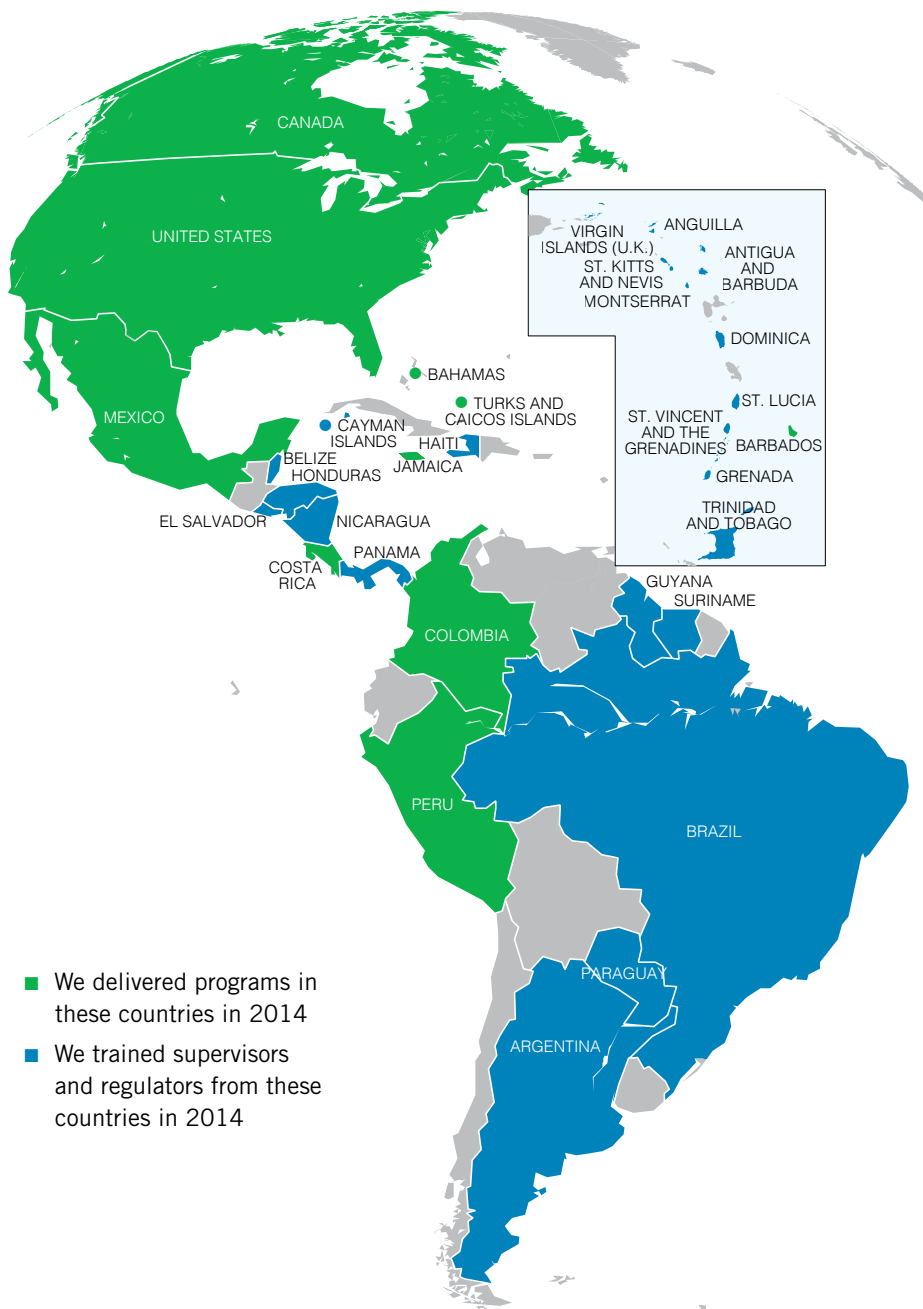 CANADA
UNITED STATES
MEXICO
VIRGIN
ISLANDS (U.K.)
ANGUILLA
ST. KITTS
AND NEVIS
ANTIGUA
AND
BARBUDA
MONTSERRAT
DOMINICA
ST. LUCIA
ST. VINCENT
AND THE
GRENADINES
BARBADOS
GRENADA
TRINIDAD
AND TOBAGO
BAHAMAS
TURKS AND
CAICOS ISLANDS
CAYMAN
ISLANDS
HAITI
JAMAICA
BELIZE
HONDURAS
EL SALVADOR
NICARAGUA
COSTA
RICA
PANAMA
GUYANA
SURINAME
COLOMBIA
PERU
BRAZIL
PARAGUAY
ARGENTINA
We delivered programs in
these countries in 2014
We trained supervisors
and regulators from these
countries in 2014